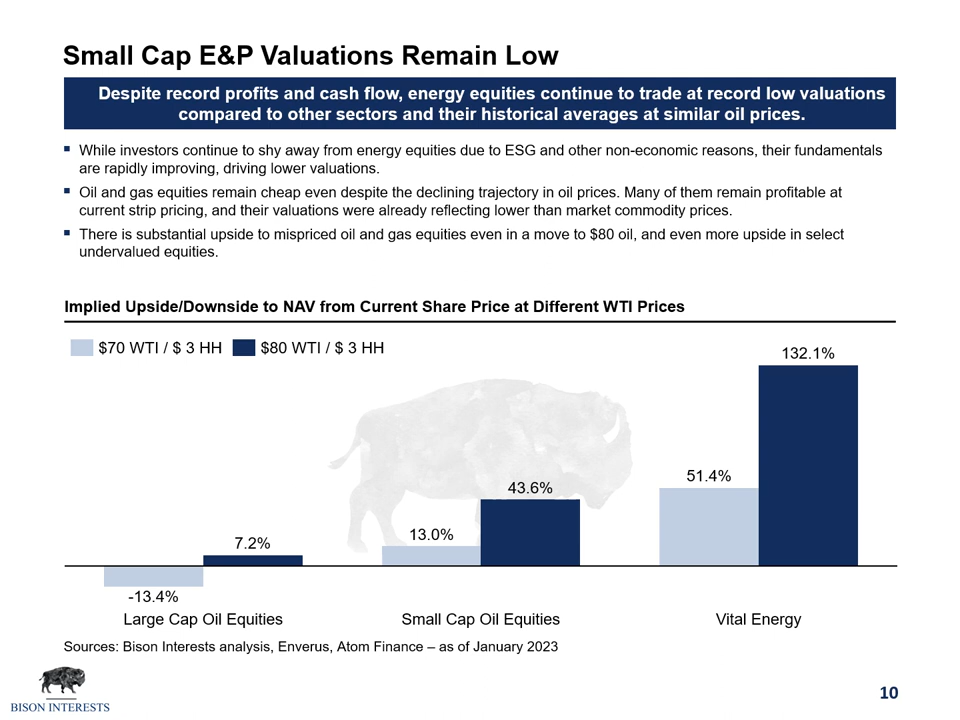 Small Cap E&P Valuations Remain Low
Despite record profits and cash flow, energy equities continue to trade at record low valuations
compared to other sectors and their historical averages at similar oil prices.
▪ While investors continue to shy away from energy equities due to ESG and other non-economic reasons, their fundamentals
are rapidly improving, driving lower valuations.
▪ Oil and gas equities remain cheap even despite the declining trajectory in oil prices. Many of them remain profitable at
current strip pricing, and their valuations were already reflecting lower than market commodity prices.
▪ There is substantial upside to mispriced oil and gas equities even in a move to $80 oil, and even more upside in select
undervalued equities.
Implied Upside/Downside to NAV from Current Share Price at Different WTI Prices
$70 WTI / $ 3 HH $80 WTI / $ 3 HH
132.1%
51.4%
43.6%
13.0%
7.2%
-13.4%
Large Cap Oil Equities Small Cap Oil Equities Vital Energy
Sources: Bison Interests analysis, Enverus, Atom Finance – as of January 2023
BISON INTERESTS
10